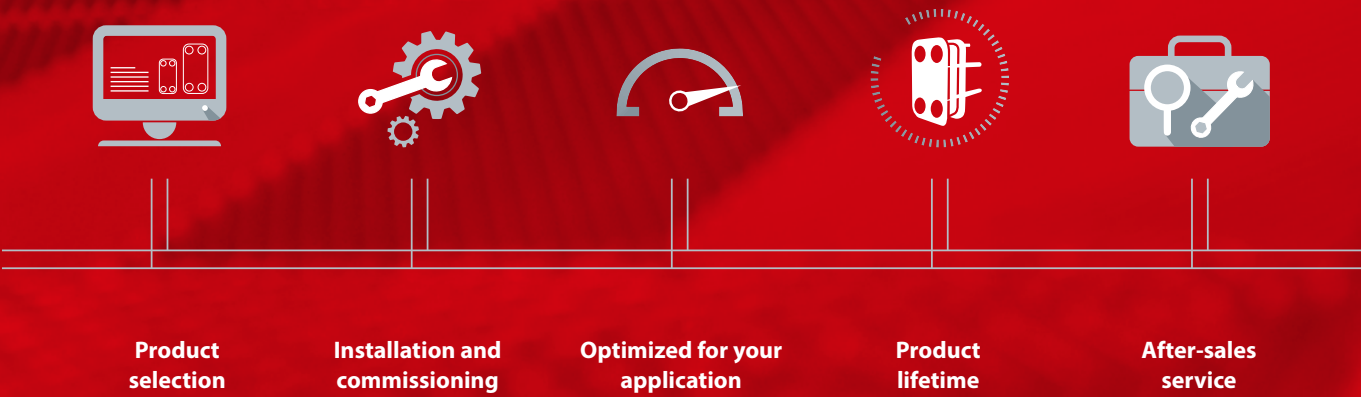 Product
selection
Installation and
commissioning
Optimized for your
application
Product
lifetime
After-sales
service